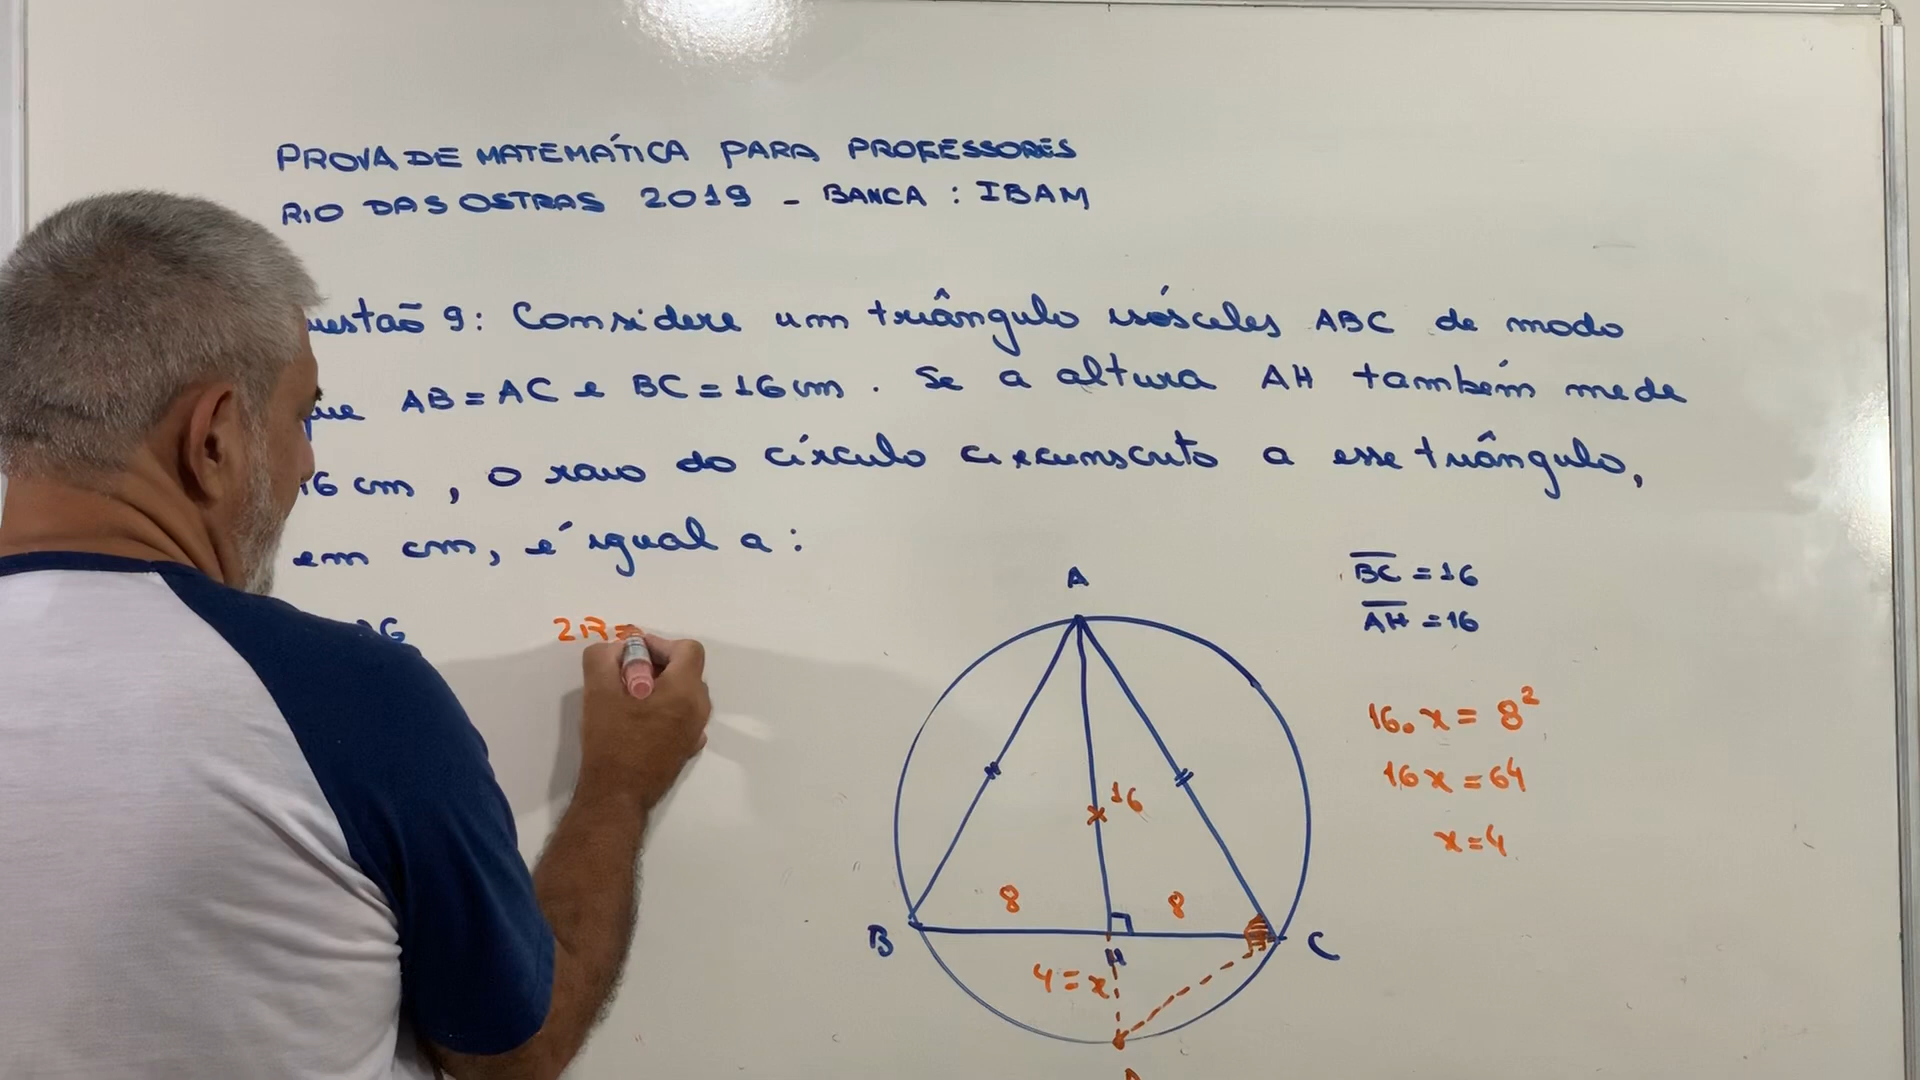 PROVA DE MATEMÁTICA PARA PROFESSORES
RIO DAS OSTRAS 2019 - BANCA : IBAM
uestão 9: Considere um triângulo isósceles ABC de modo
que AB = AC e BC = 16 cm . Se a altura AH também mede
16 cm , o raio do círculo circunscrito a esse triângulo,
em cm, é igual a :
2R =
A
BC = 16
AH = 16
16 . x = 8²
16x = 64
x = 4
16
8
8
B
H
C
4 = x